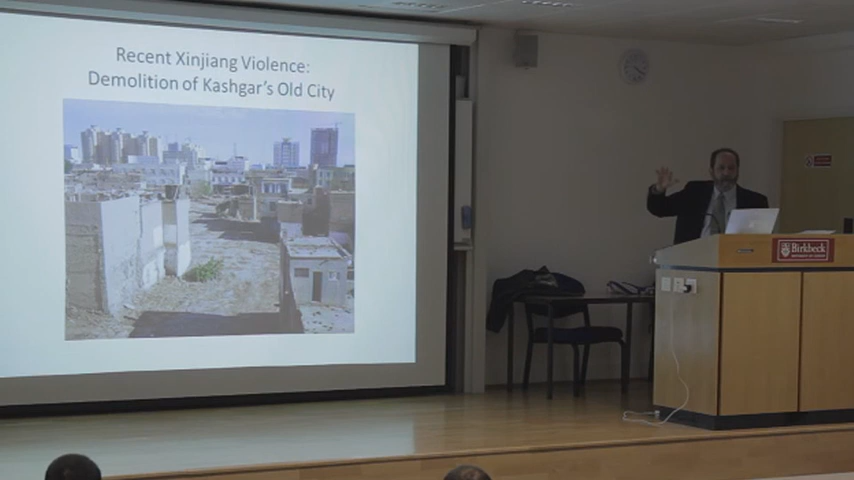 Recent Xinjiang Violence:
Demolition of Kashgar's Old City
Birkbeck